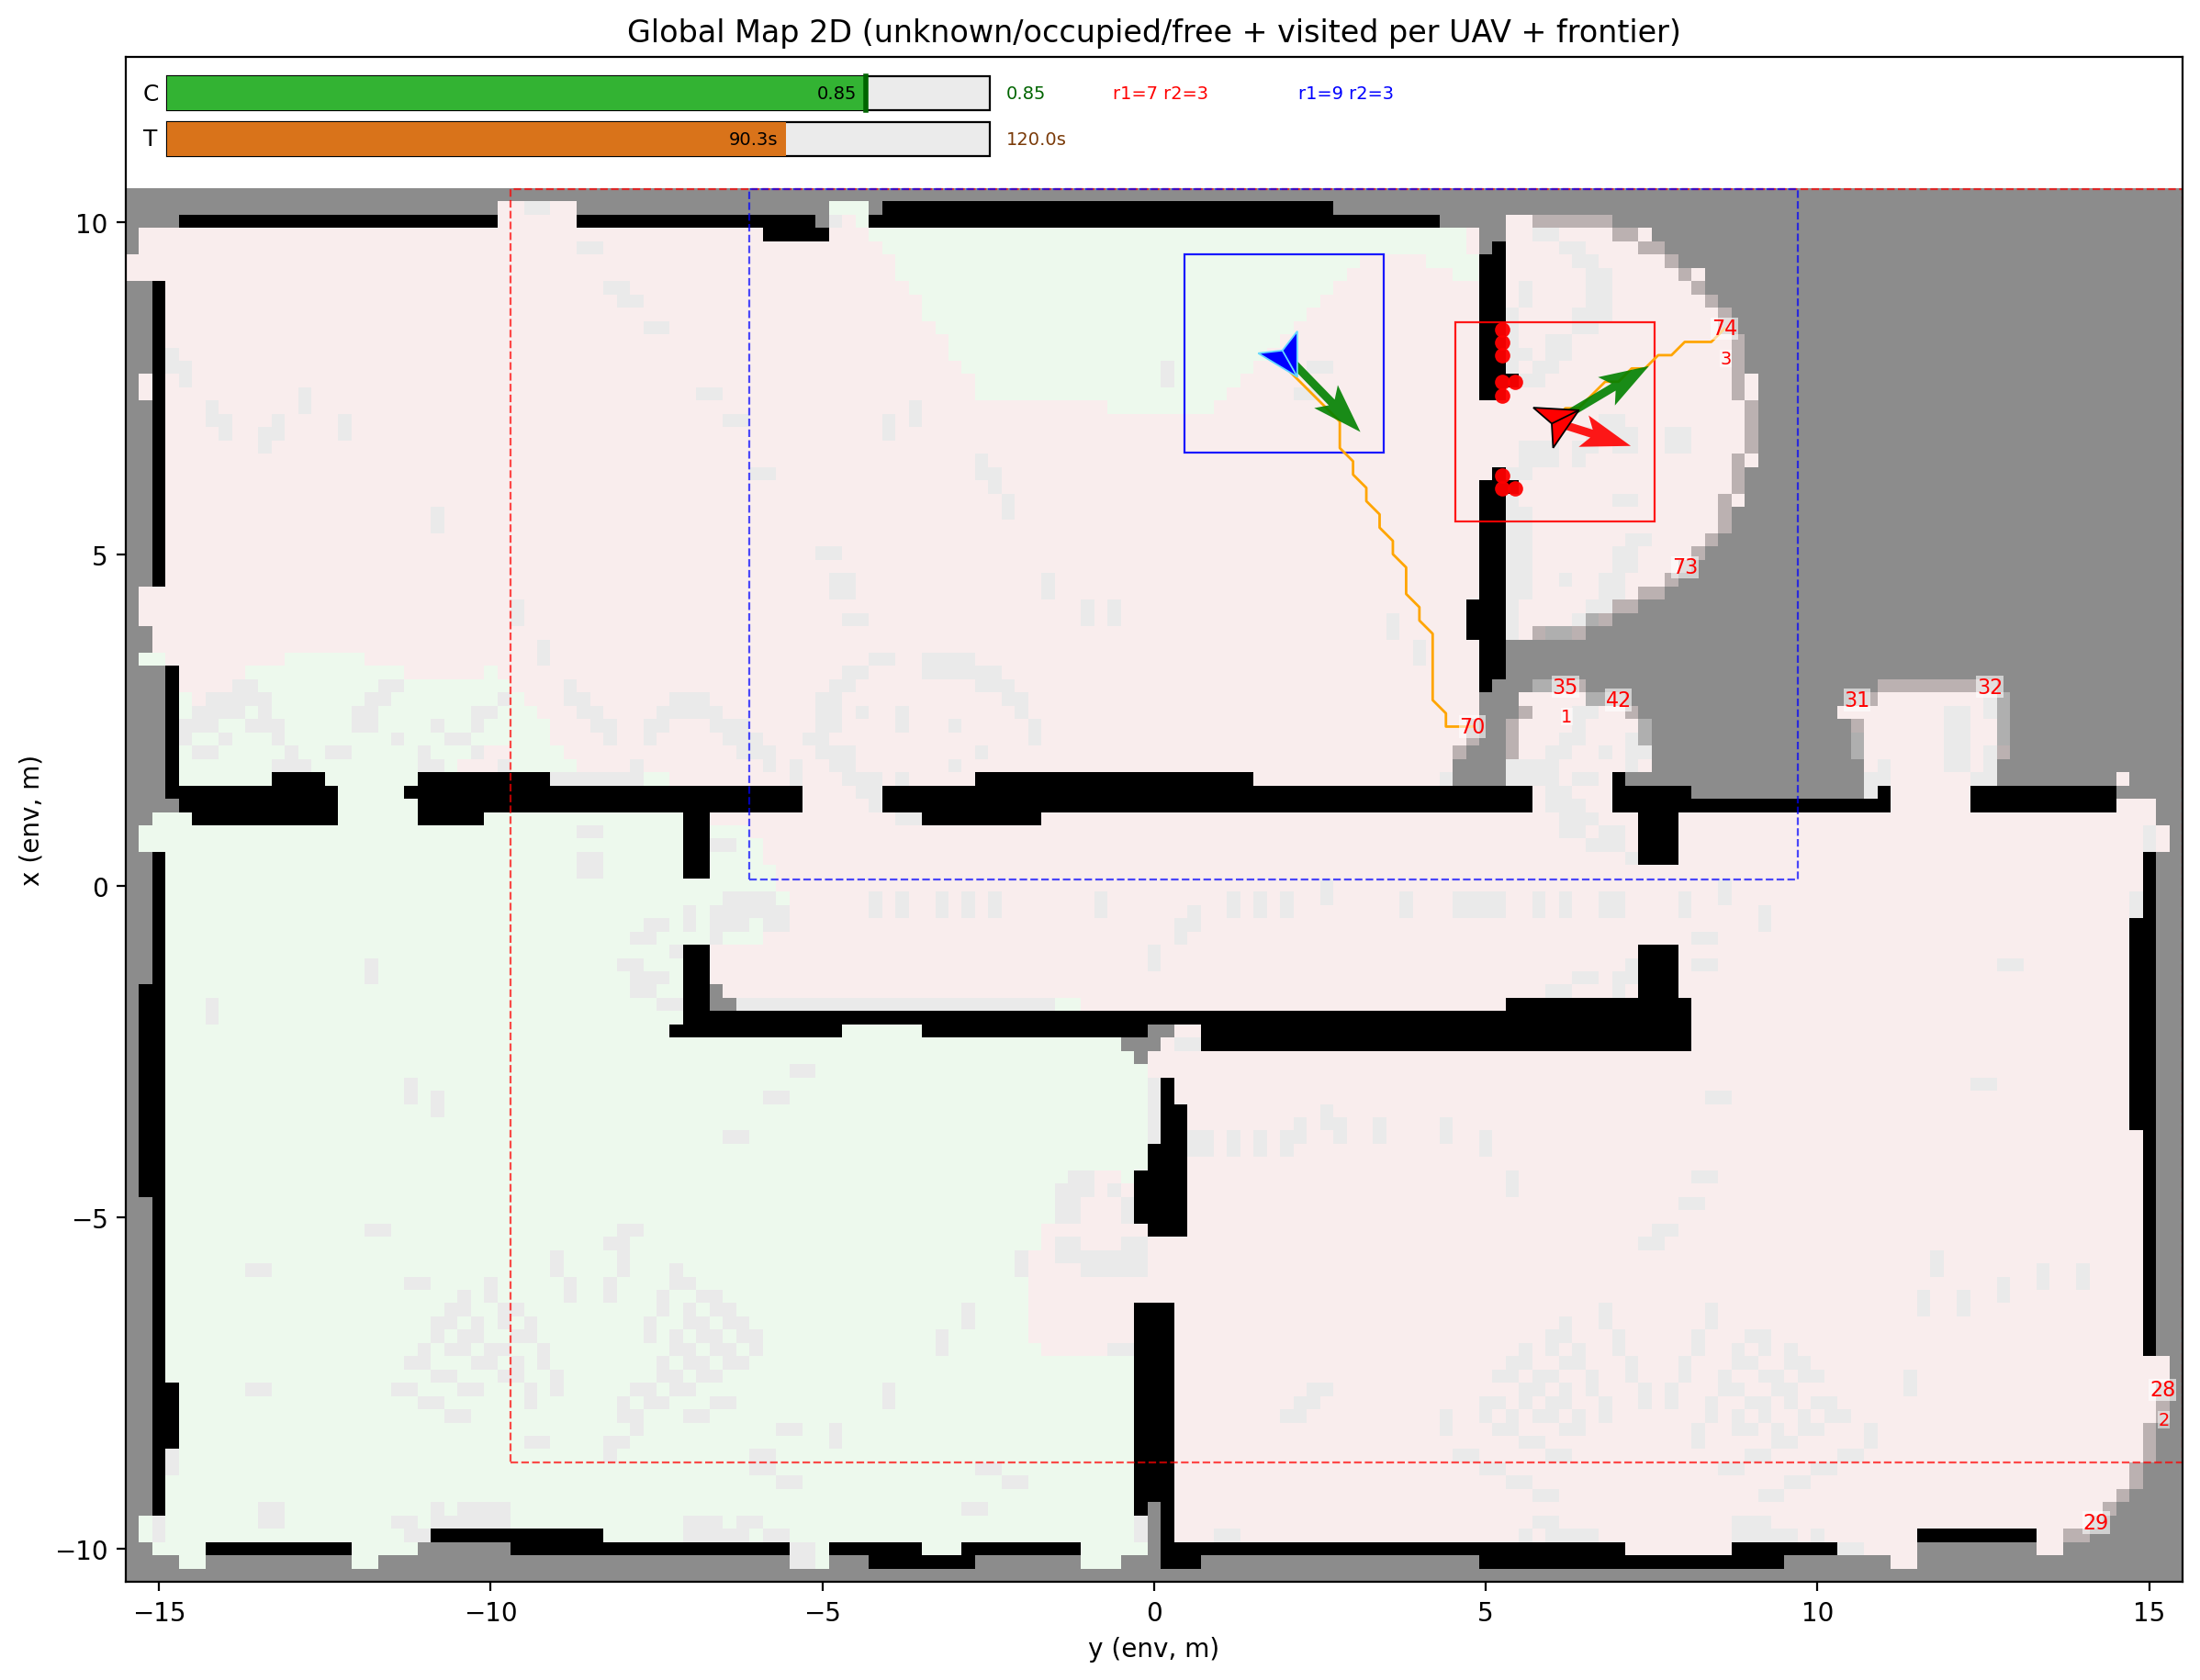 Global Map 2D (unknown/occupied/free + visited per UAV + frontier)
C 0.85 0.85 r1=7 r2=3 r1=9 r2=3
T 90.3s 120.0s
10
5
0
−5
−10
x (env, m)
74
3
73
35
42
1
31
32
70
28
2
29
−15 −10 −5 0 5 10 15
y (env, m)